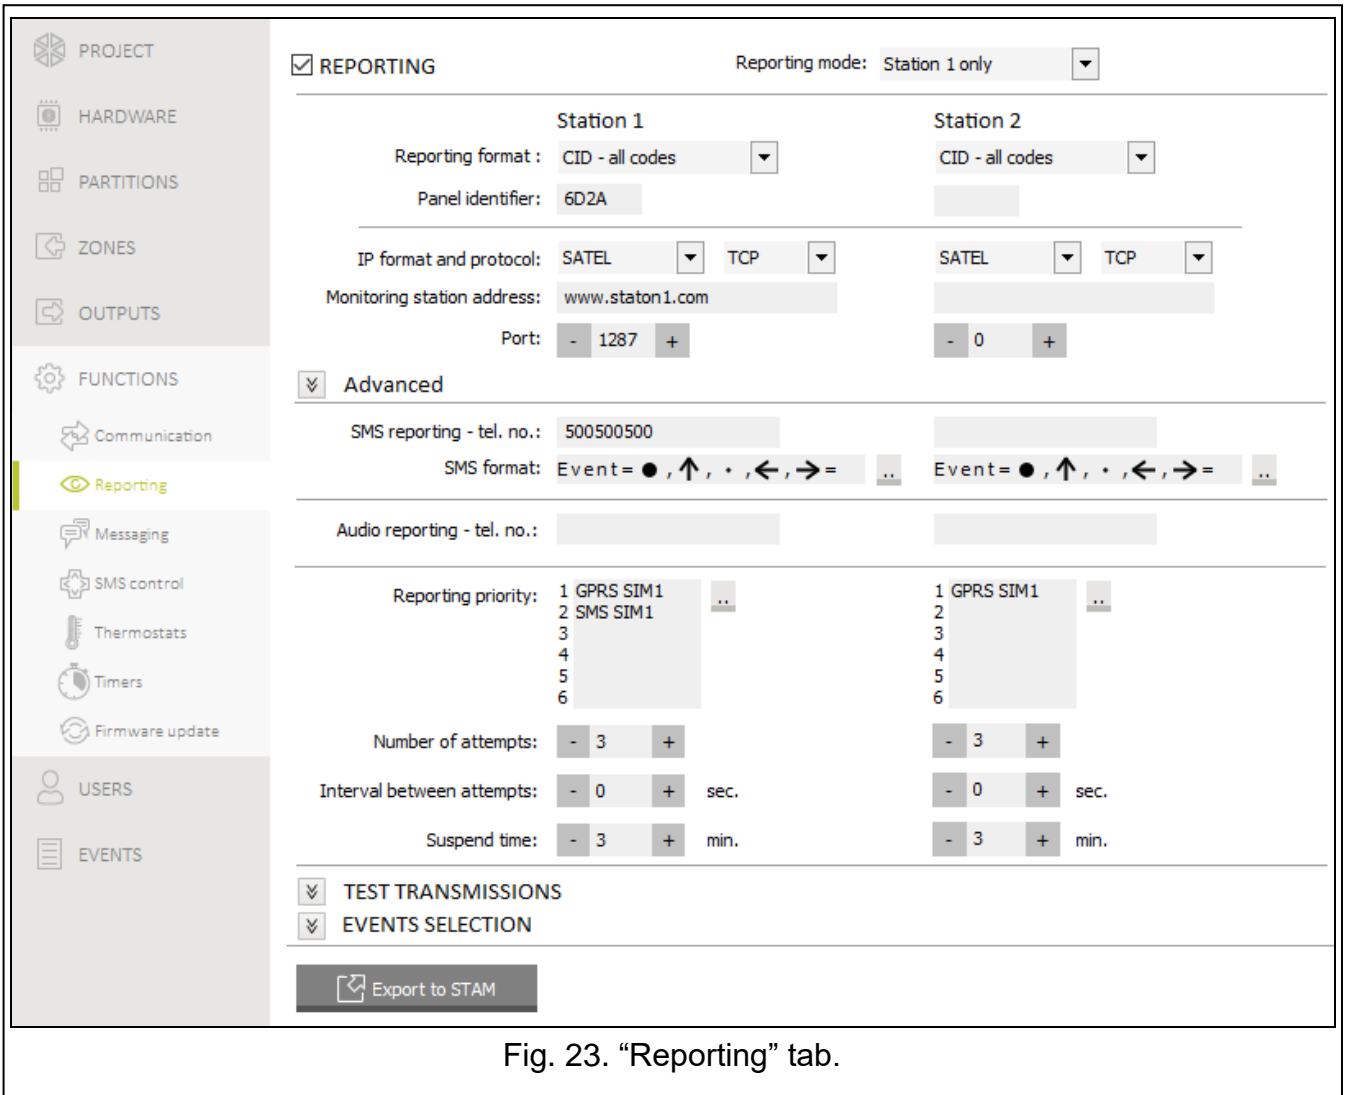 PROJECT
HARDWARE
PARTITIONS
ZONES
OUTPUTS
FUNCTIONS
Communication
Reporting
Messaging
SMS control
Thermostats
Timers
Firmware update
USERS
EVENTS
REPORTING Reporting mode: Station 1 only
Station 1 Station 2
Reporting format : CID - all codes CID - all codes
Panel identifier: 6D2A
IP format and protocol: SATEL TCP SATEL TCP
Monitoring station address: www.staton1.com
Port: - 1287 + - 0 +
Advanced
SMS reporting - tel. no.: 500500500
SMS format: Event=●,↑,·,←,→= .. Event=●,↑,·,←,→= ..
Audio reporting - tel. no.:
Reporting priority: 1 GPRS SIM1 .. 1 GPRS SIM1 ..
2 SMS SIM1 2
3 3
4 4
5 5
6 6
Number of attempts: - 3 + - 3 +
Interval between attempts: - 0 + sec. - 0 + sec.
Suspend time: - 3 + min. - 3 + min.
TEST TRANSMISSIONS
EVENTS SELECTION
Export to STAM
Fig. 23. “Reporting” tab.